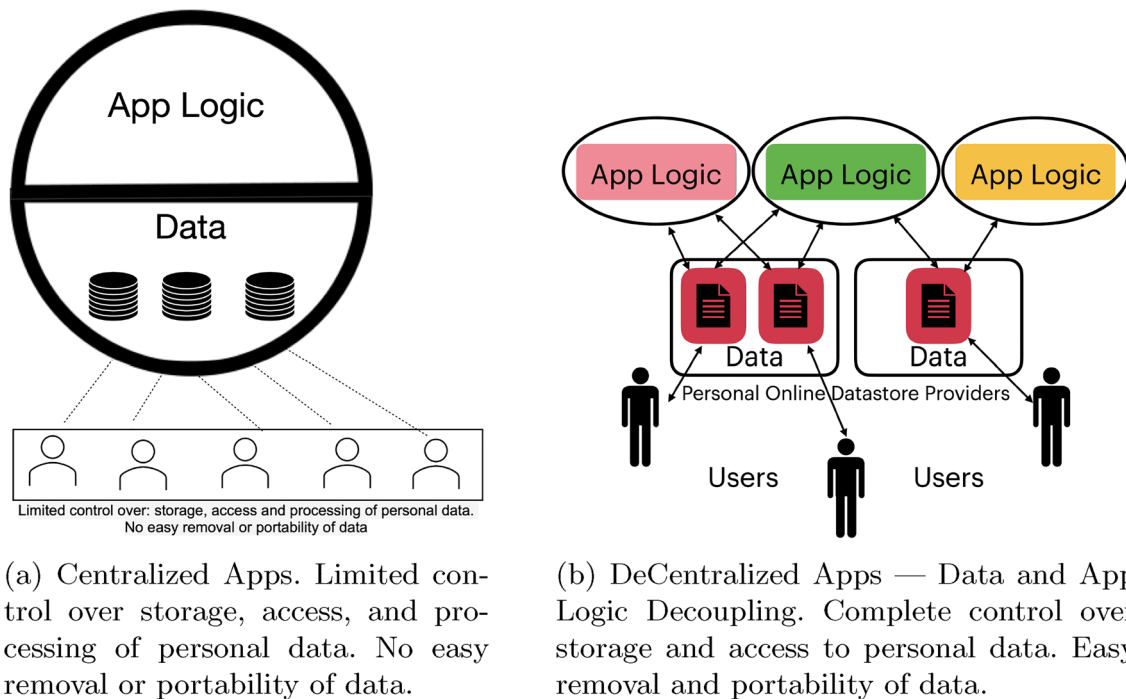 App Logic
Data
Limited control over: storage, access and processing of personal data.
No easy removal or portability of data
(a) Centralized Apps. Limited con-
trol over storage, access, and pro-
cessing of personal data. No easy
removal or portability of data.
App Logic
App Logic
App Logic
Data
Data
Personal Online Datastore Providers
Users
Users
(b) DeCentralized Apps — Data and App
Logic Decoupling. Complete control over
storage and access to personal data. Easy
removal and portability of data.